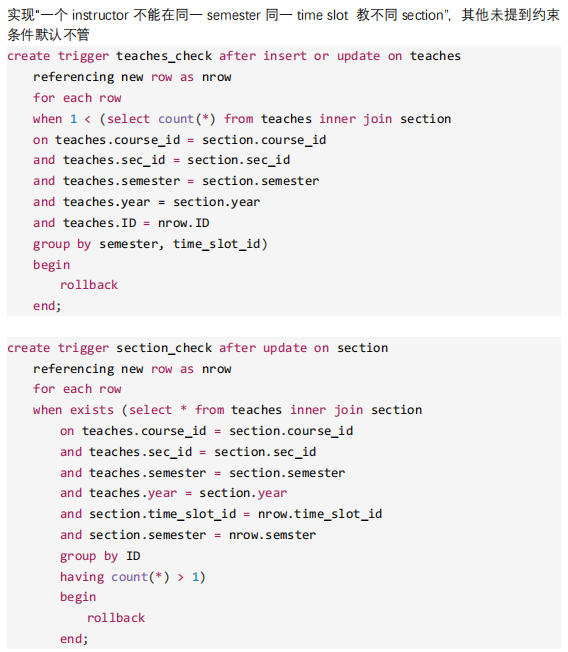 实现“一个 instructor 不能在同一 semester 同一 time slot 教不同 section”，其他未提到约束
条件默认不管
create trigger teaches_check after insert or update on teaches
referencing new row as nrow
for each row
when 1 < (select count(*) from teaches inner join section
on teaches.course_id = section.course_id
and teaches.sec_id = section.sec_id
and teaches.semester = section.semester
and teaches.year = section.year
and teaches.ID = nrow.ID
group by semester, time_slot_id)
begin
rollback
end;
create trigger section_check after update on section
referencing new row as nrow
for each row
when exists (select * from teaches inner join section
on teaches.course_id = section.course_id
and teaches.sec_id = section.sec_id
and teaches.semester = section.semester
and teaches.year = section.year
and section.time_slot_id = nrow.time_slot_id
and section.semester = nrow.semster
group by ID
having count(*) > 1)
begin
rollback
end;